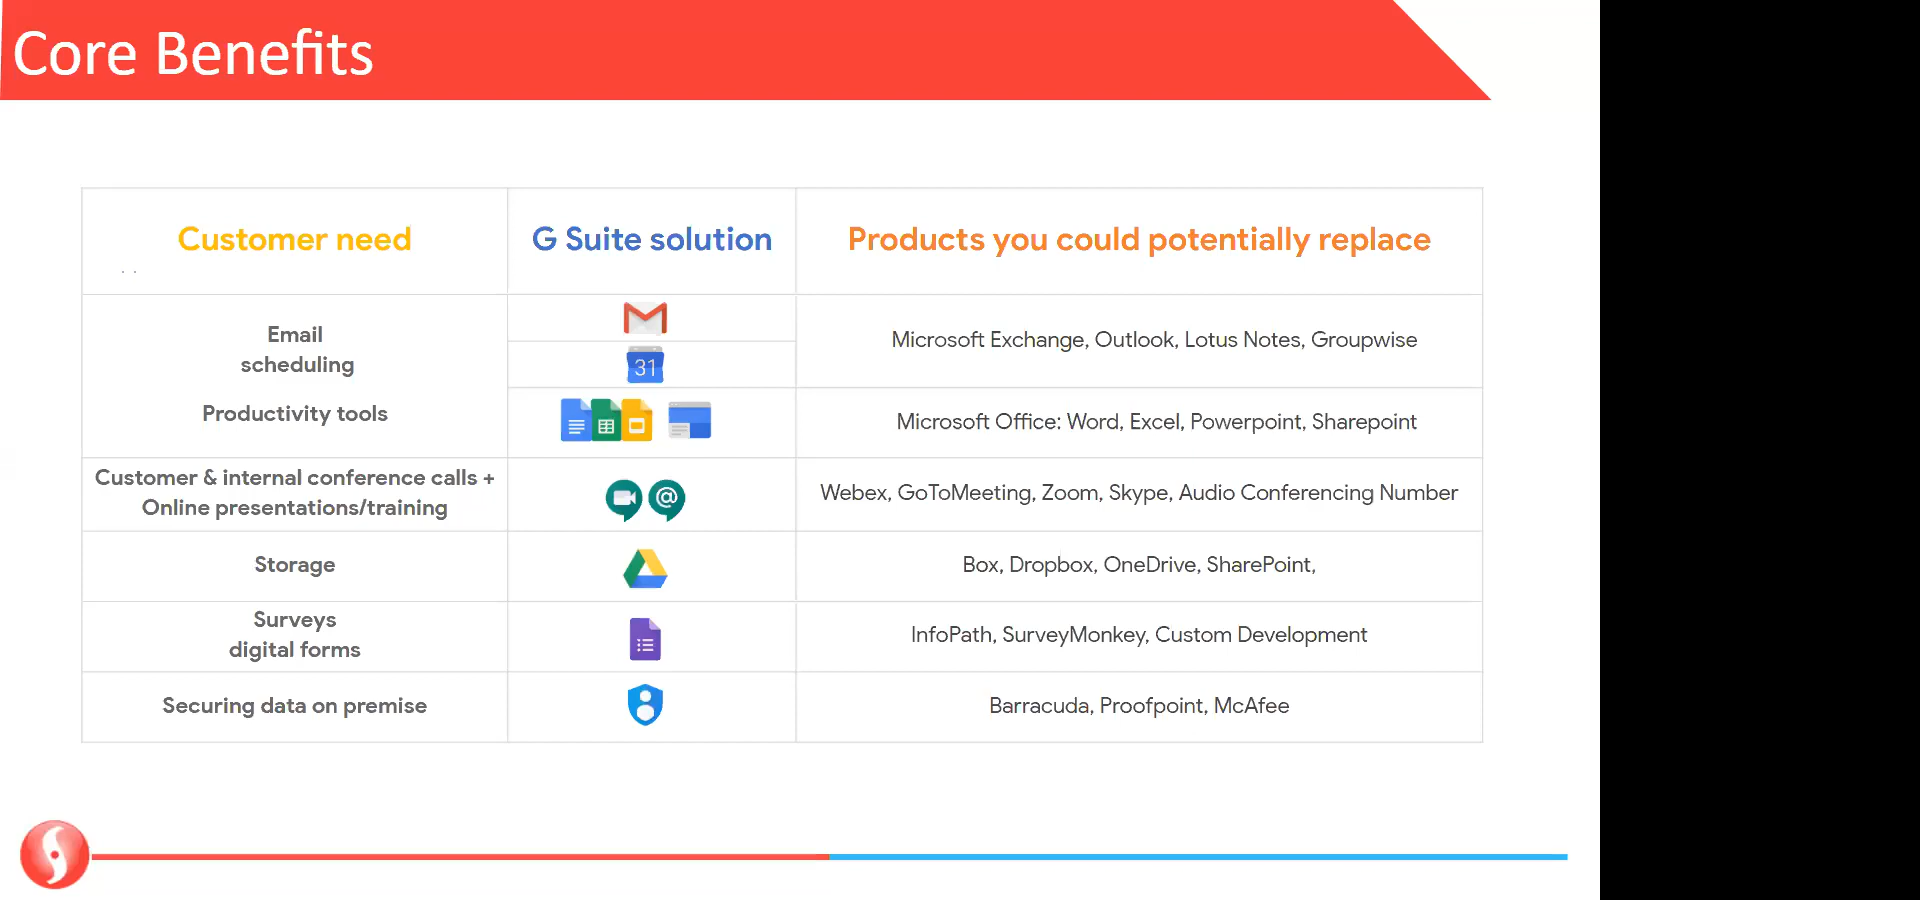 Core Benefits
Customer need
G Suite solution
Products you could potentially replace
Email
scheduling
31
Microsoft Exchange, Outlook, Lotus Notes, Groupwise
Productivity tools
Microsoft Office: Word, Excel, Powerpoint, Sharepoint
Customer & internal conference calls +
Online presentations/training
@
Webex, GoToMeeting, Zoom, Skype, Audio Conferencing Number
Storage
Box, Dropbox, OneDrive, SharePoint,
Surveys
digital forms
InfoPath, SurveyMonkey, Custom Development
Securing data on premise
Barracuda, Proofpoint, McAfee